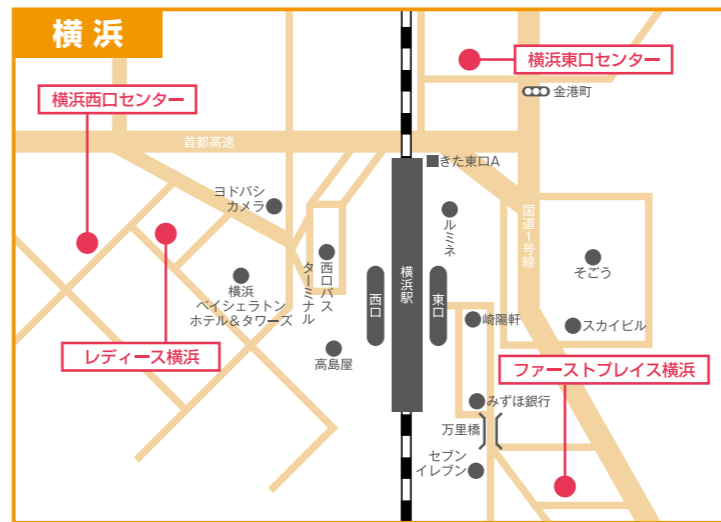 横浜
横浜東口センター
横浜西口センター
金港町
首都高速
きた東口A
ヨドバシ
カメラ
ルミネ
国道1号線
西口バス
ターミナル
横浜
ベイシェラトン
ホテル&タワーズ
西口
横浜駅
東口
そごう
崎陽軒
スカイビル
レディース横浜
高島屋
ファーストプレイス横浜
みずほ銀行
万里橋
セブン
イレブン